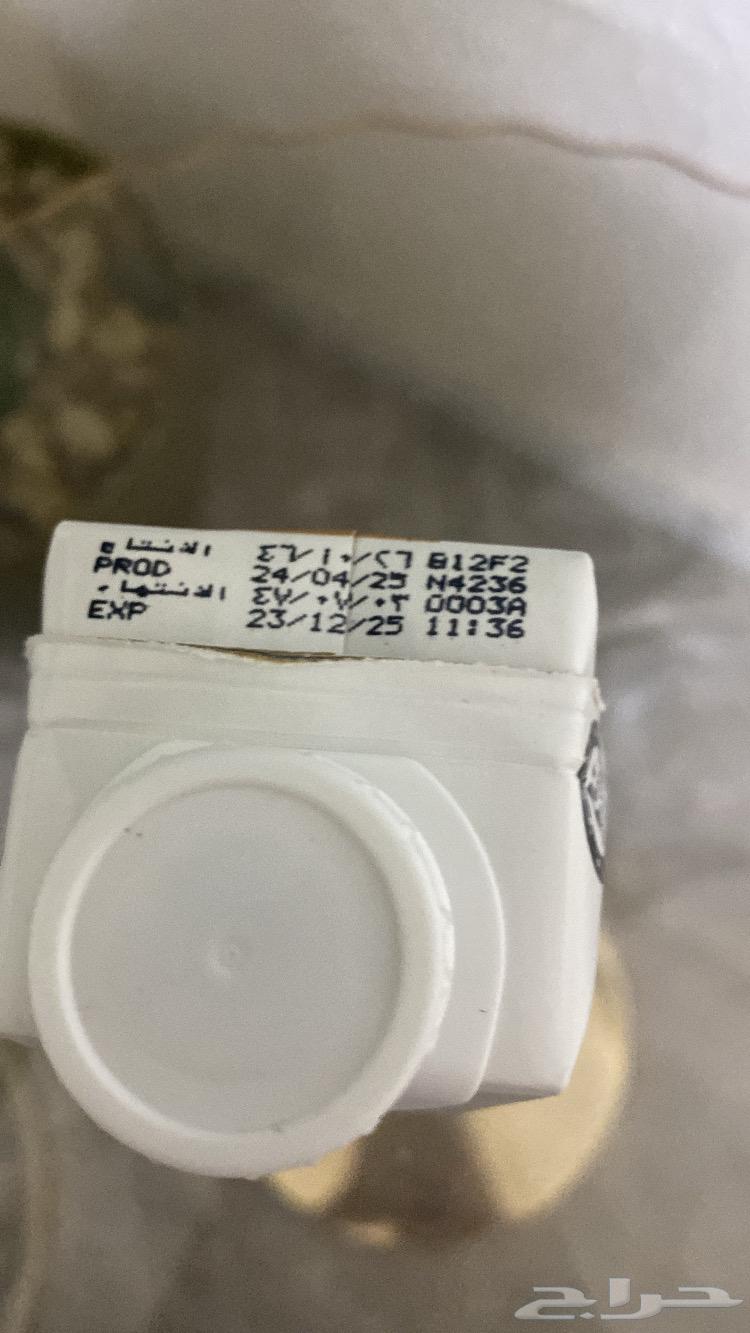 الانتاج ٤٦/١٠/٢٦ B12F2
PROD 24/04/25 N4236
الانتهاء ٤٧/٠٧/٠٣ 0003A
EXP 23/12/25 11:36
حراج